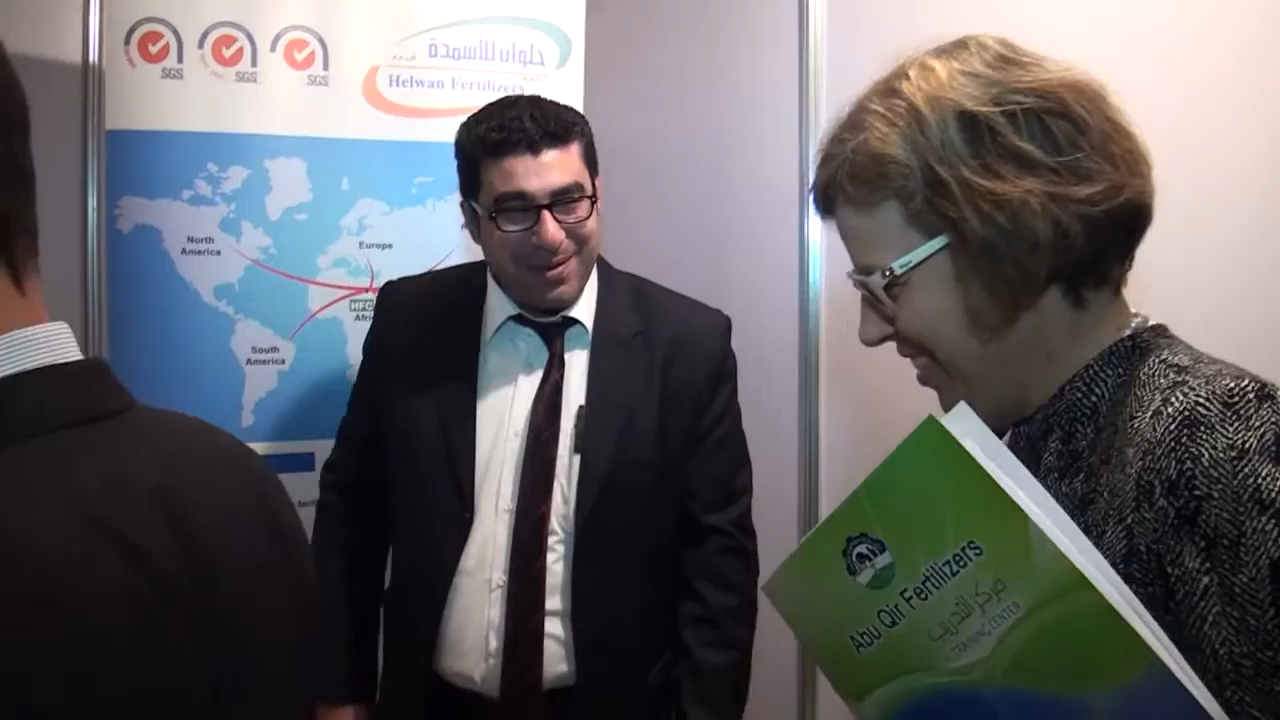 SGS
SGS
SGS
حلوان للأسمدة
Helwan Fertilizers
North
America
Europe
HFC
South
America
Abu Qir Fertilizers
مركز التدريب
TRAINING CENTER